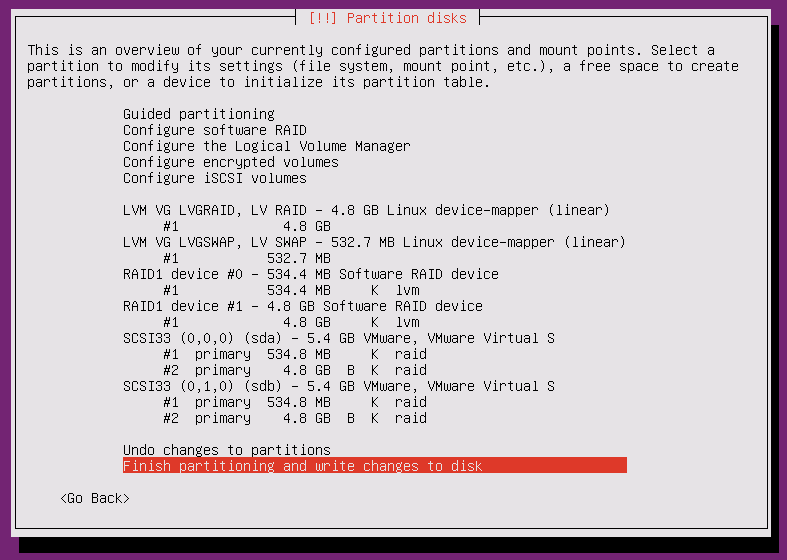 [!!] Partition disks
This is an overview of your currently configured partitions and mount points. Select a
partition to modify its settings (file system, mount point, etc.), a free space to create
partitions, or a device to initialize its partition table.
Guided partitioning
Configure software RAID
Configure the Logical Volume Manager
Configure encrypted volumes
Configure iSCSI volumes
LVM VG LVGRAID, LV RAID - 4.8 GB Linux device-mapper (linear)
#1 4.8 GB
LVM VG LVGSWAP, LV SWAP - 532.7 MB Linux device-mapper (linear)
#1 532.7 MB
RAID1 device #0 - 534.4 MB Software RAID device
#1 534.4 MB K lvm
RAID1 device #1 - 4.8 GB Software RAID device
#1 4.8 GB K lvm
SCSI33 (0,0,0) (sda) - 5.4 GB VMware, VMware Virtual S
#1 primary 534.8 MB K raid
#2 primary 4.8 GB B K raid
SCSI33 (0,1,0) (sdb) - 5.4 GB VMware, VMware Virtual S
#1 primary 534.8 MB K raid
#2 primary 4.8 GB B K raid
Undo changes to partitions
Finish partitioning and write changes to disk
<Go Back>